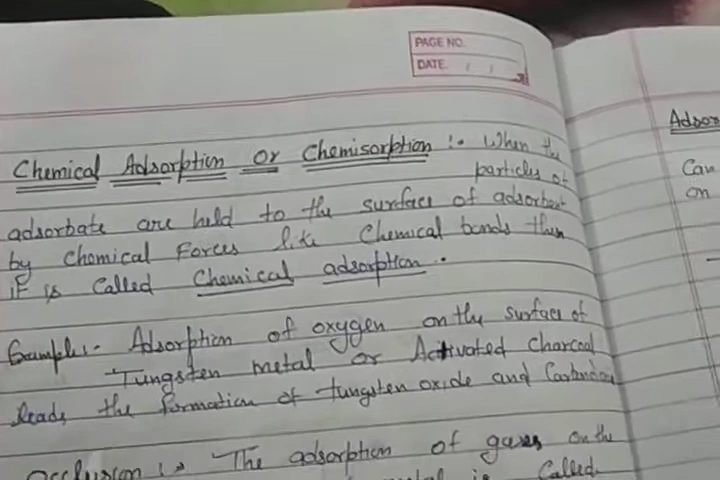 PAGE NO.
DATE / /
Chemical Adsorption or Chemisorption :- When the
particles of
adsorbate are held to the surface of adsorbent
by Chemical Forces like Chemical bonds then
if is Called Chemical adsorption.
Example:- Adsorption of oxygen on the surface of
Tungsten metal or Activated Charcoal
leads the formation of tungsten oxide and
Occlusion :- The adsorption of gases on the
metal is Called
Adsor
Can
on